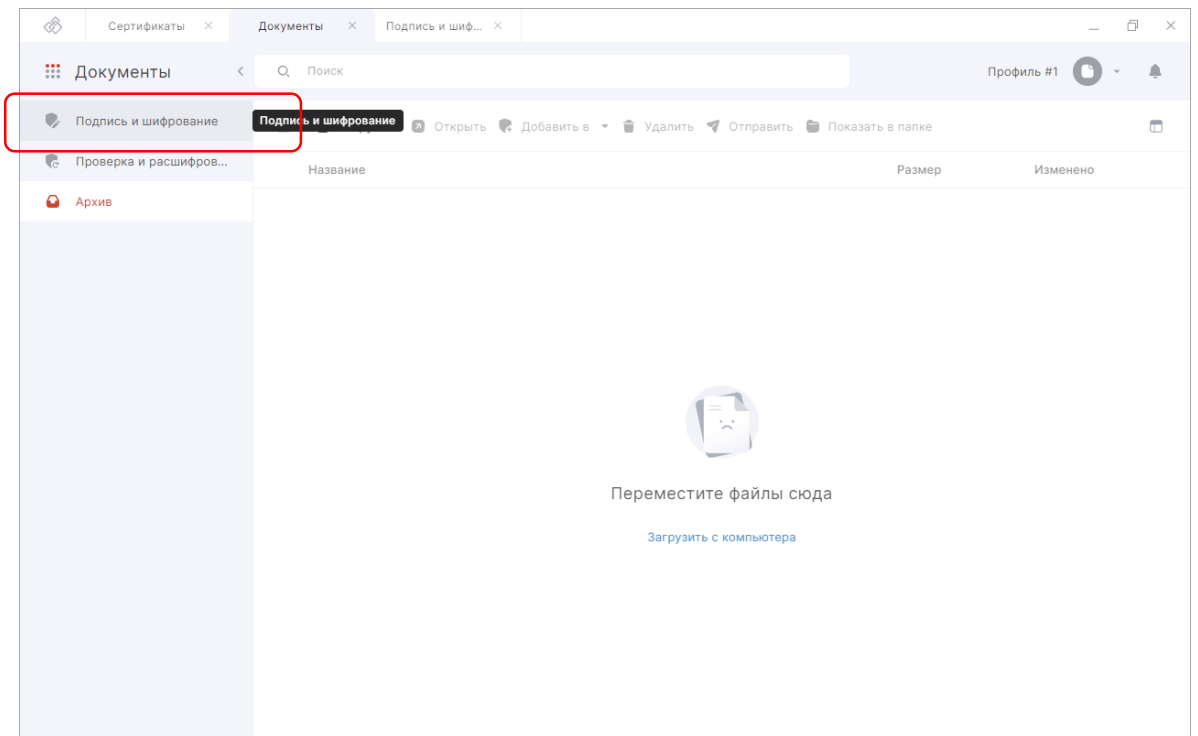 Сертификаты
Документы
Подпись и шиф...
Документы
Поиск
Профиль #1
Подпись и шифрование
Подпись и шифрование
Открыть
Добавить в
Удалить
Отправить
Показать в папке
Проверка и расшифров...
Название
Размер
Изменено
Архив
Переместите файлы сюда
Загрузить с компьютера